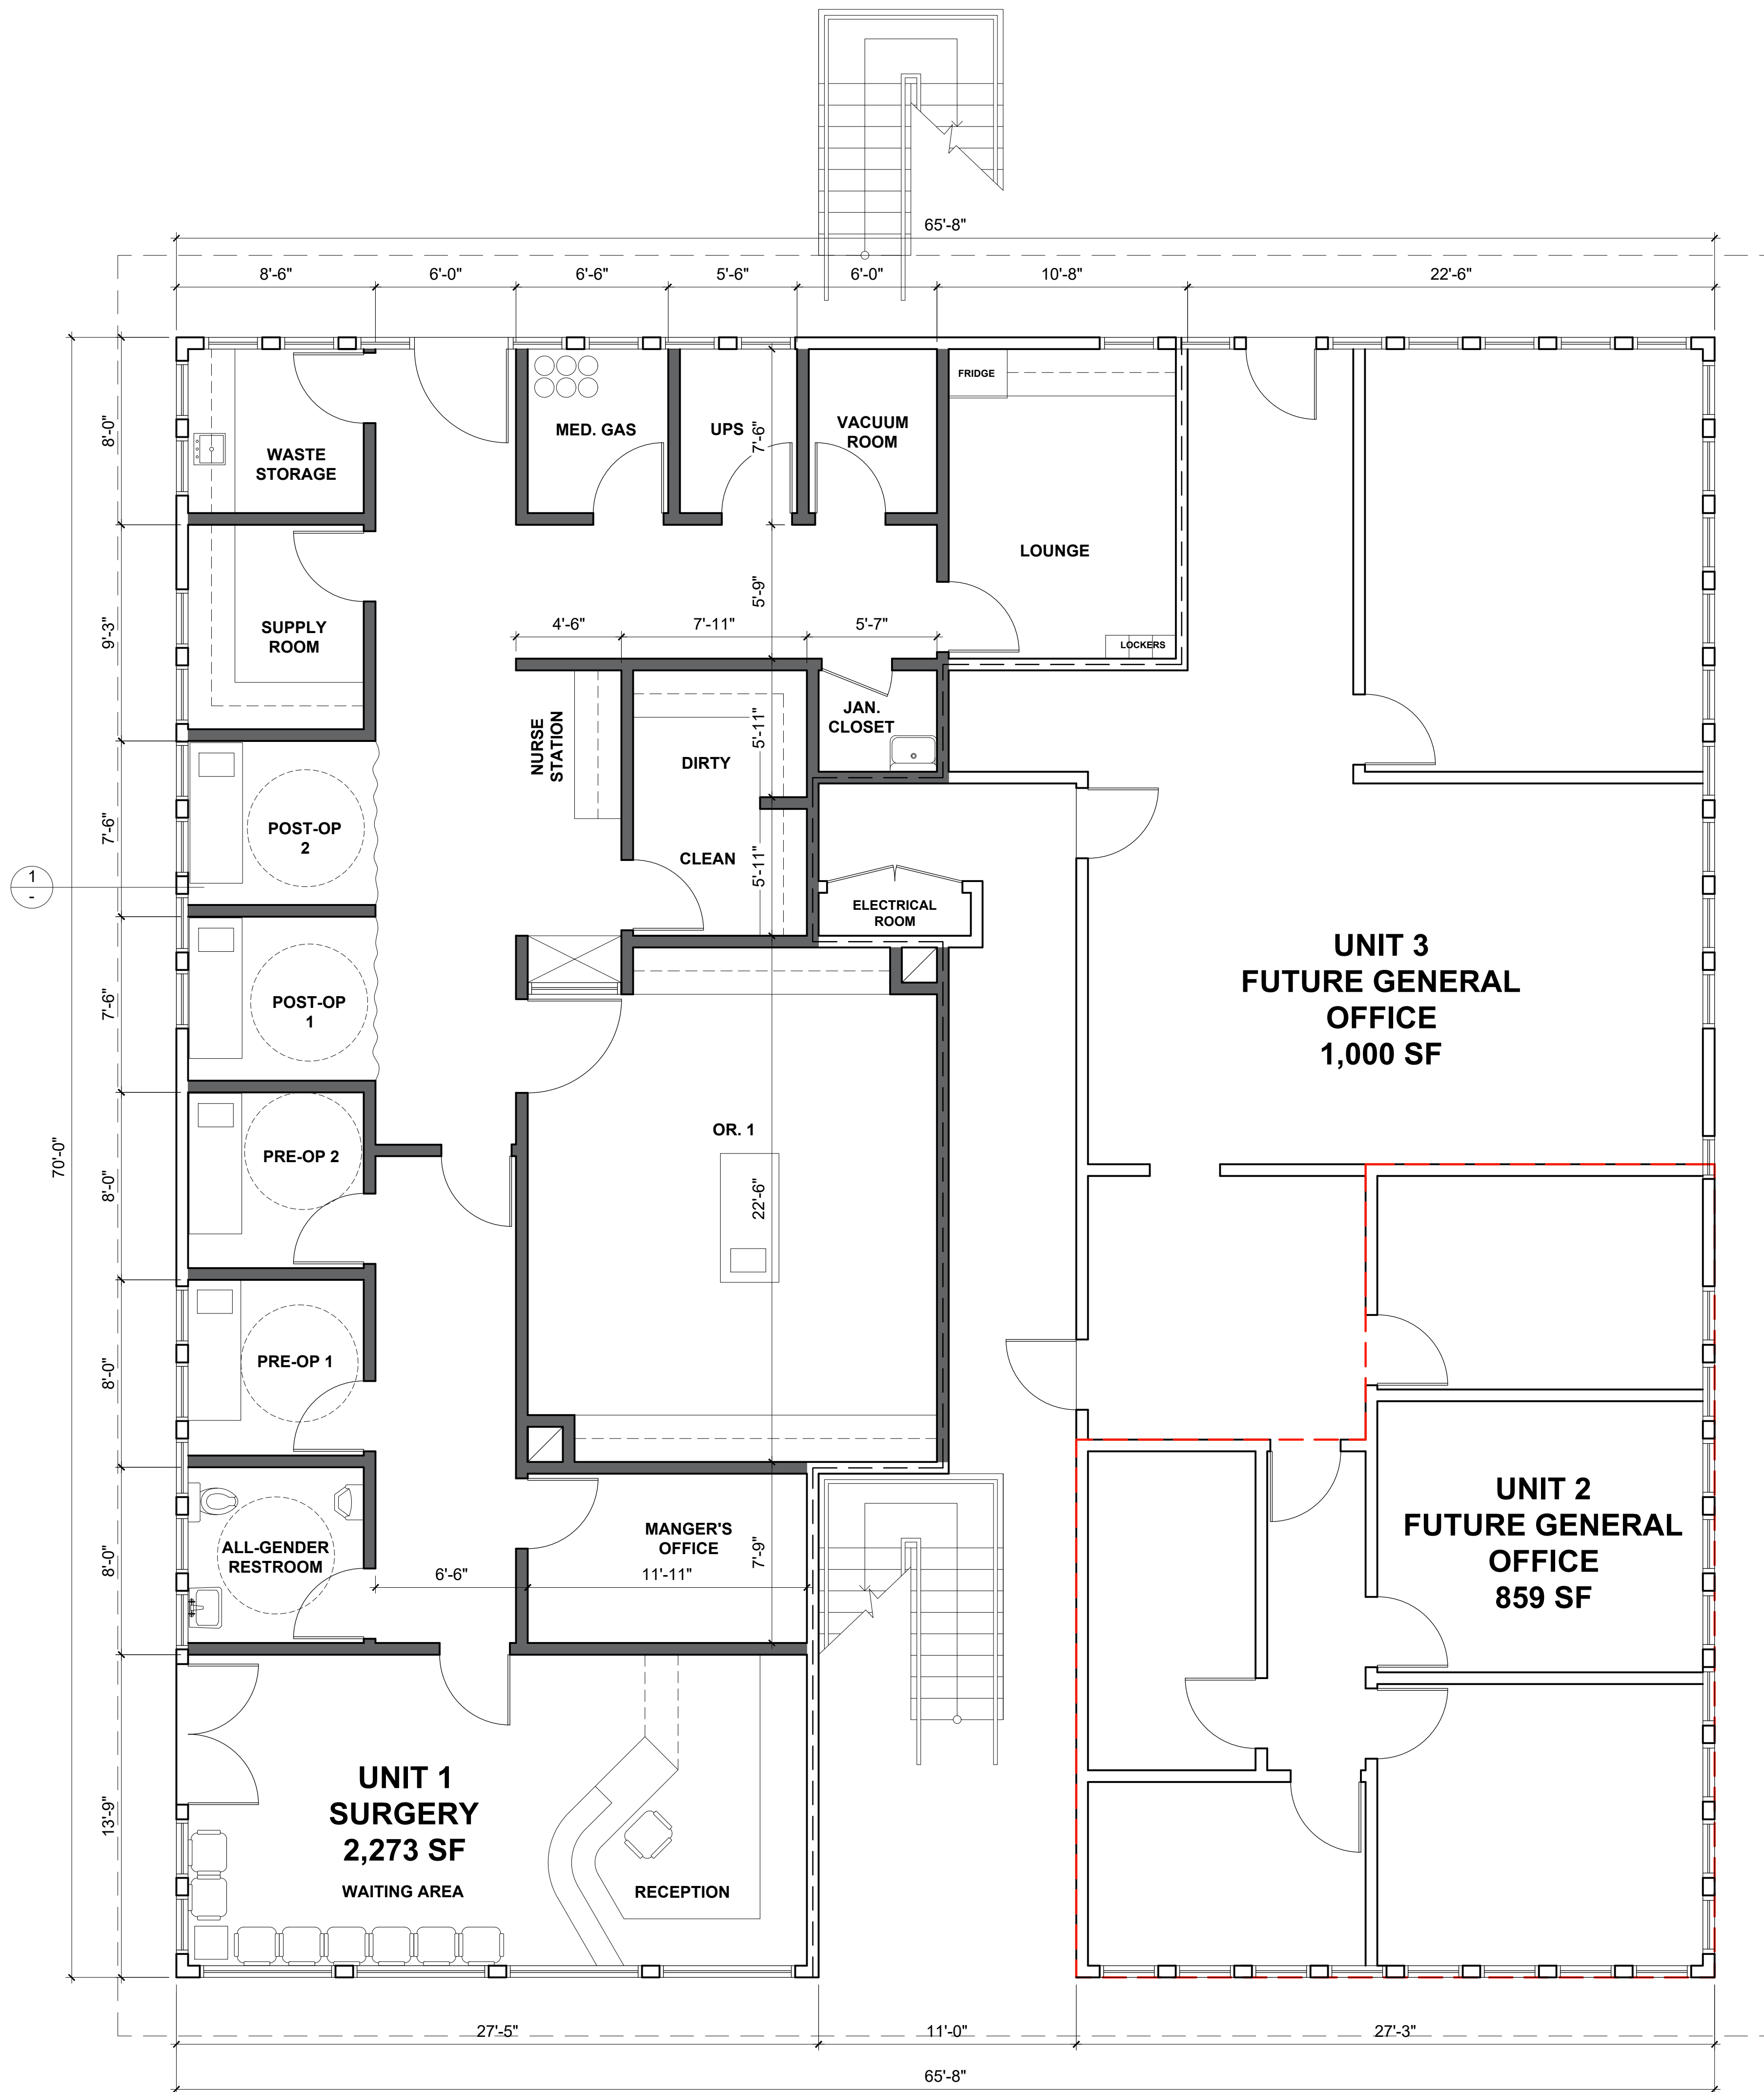 65'-8"
8'-6"
6'-0"
6'-6"
5'-6"
6'-0"
10'-8"
22'-6"
FRIDGE
MED. GAS
UPS
7'-6"
VACUUM
ROOM
8'-0"
WASTE
STORAGE
LOUNGE
5'-9"
9'-3"
SUPPLY
ROOM
4'-6"
7'-11"
5'-7"
LOCKERS
NURSE
STATION
5'-11"
JAN.
CLOSET
DIRTY
7'-6"
POST-OP
2
CLEAN
5'-11"
1
-
ELECTRICAL
ROOM
UNIT 3
FUTURE GENERAL
OFFICE
1,000 SF
7'-6"
POST-OP
1
70'-0"
8'-0"
PRE-OP 2
OR. 1
22'-6"
8'-0"
PRE-OP 1
UNIT 2
FUTURE GENERAL
OFFICE
859 SF
8'-0"
ALL-GENDER
RESTROOM
MANGER'S
OFFICE
7'-9"
6'-6"
11'-11"
13'-9"
UNIT 1
SURGERY
2,273 SF
WAITING AREA
RECEPTION
27'-5"
11'-0"
27'-3"
65'-8"